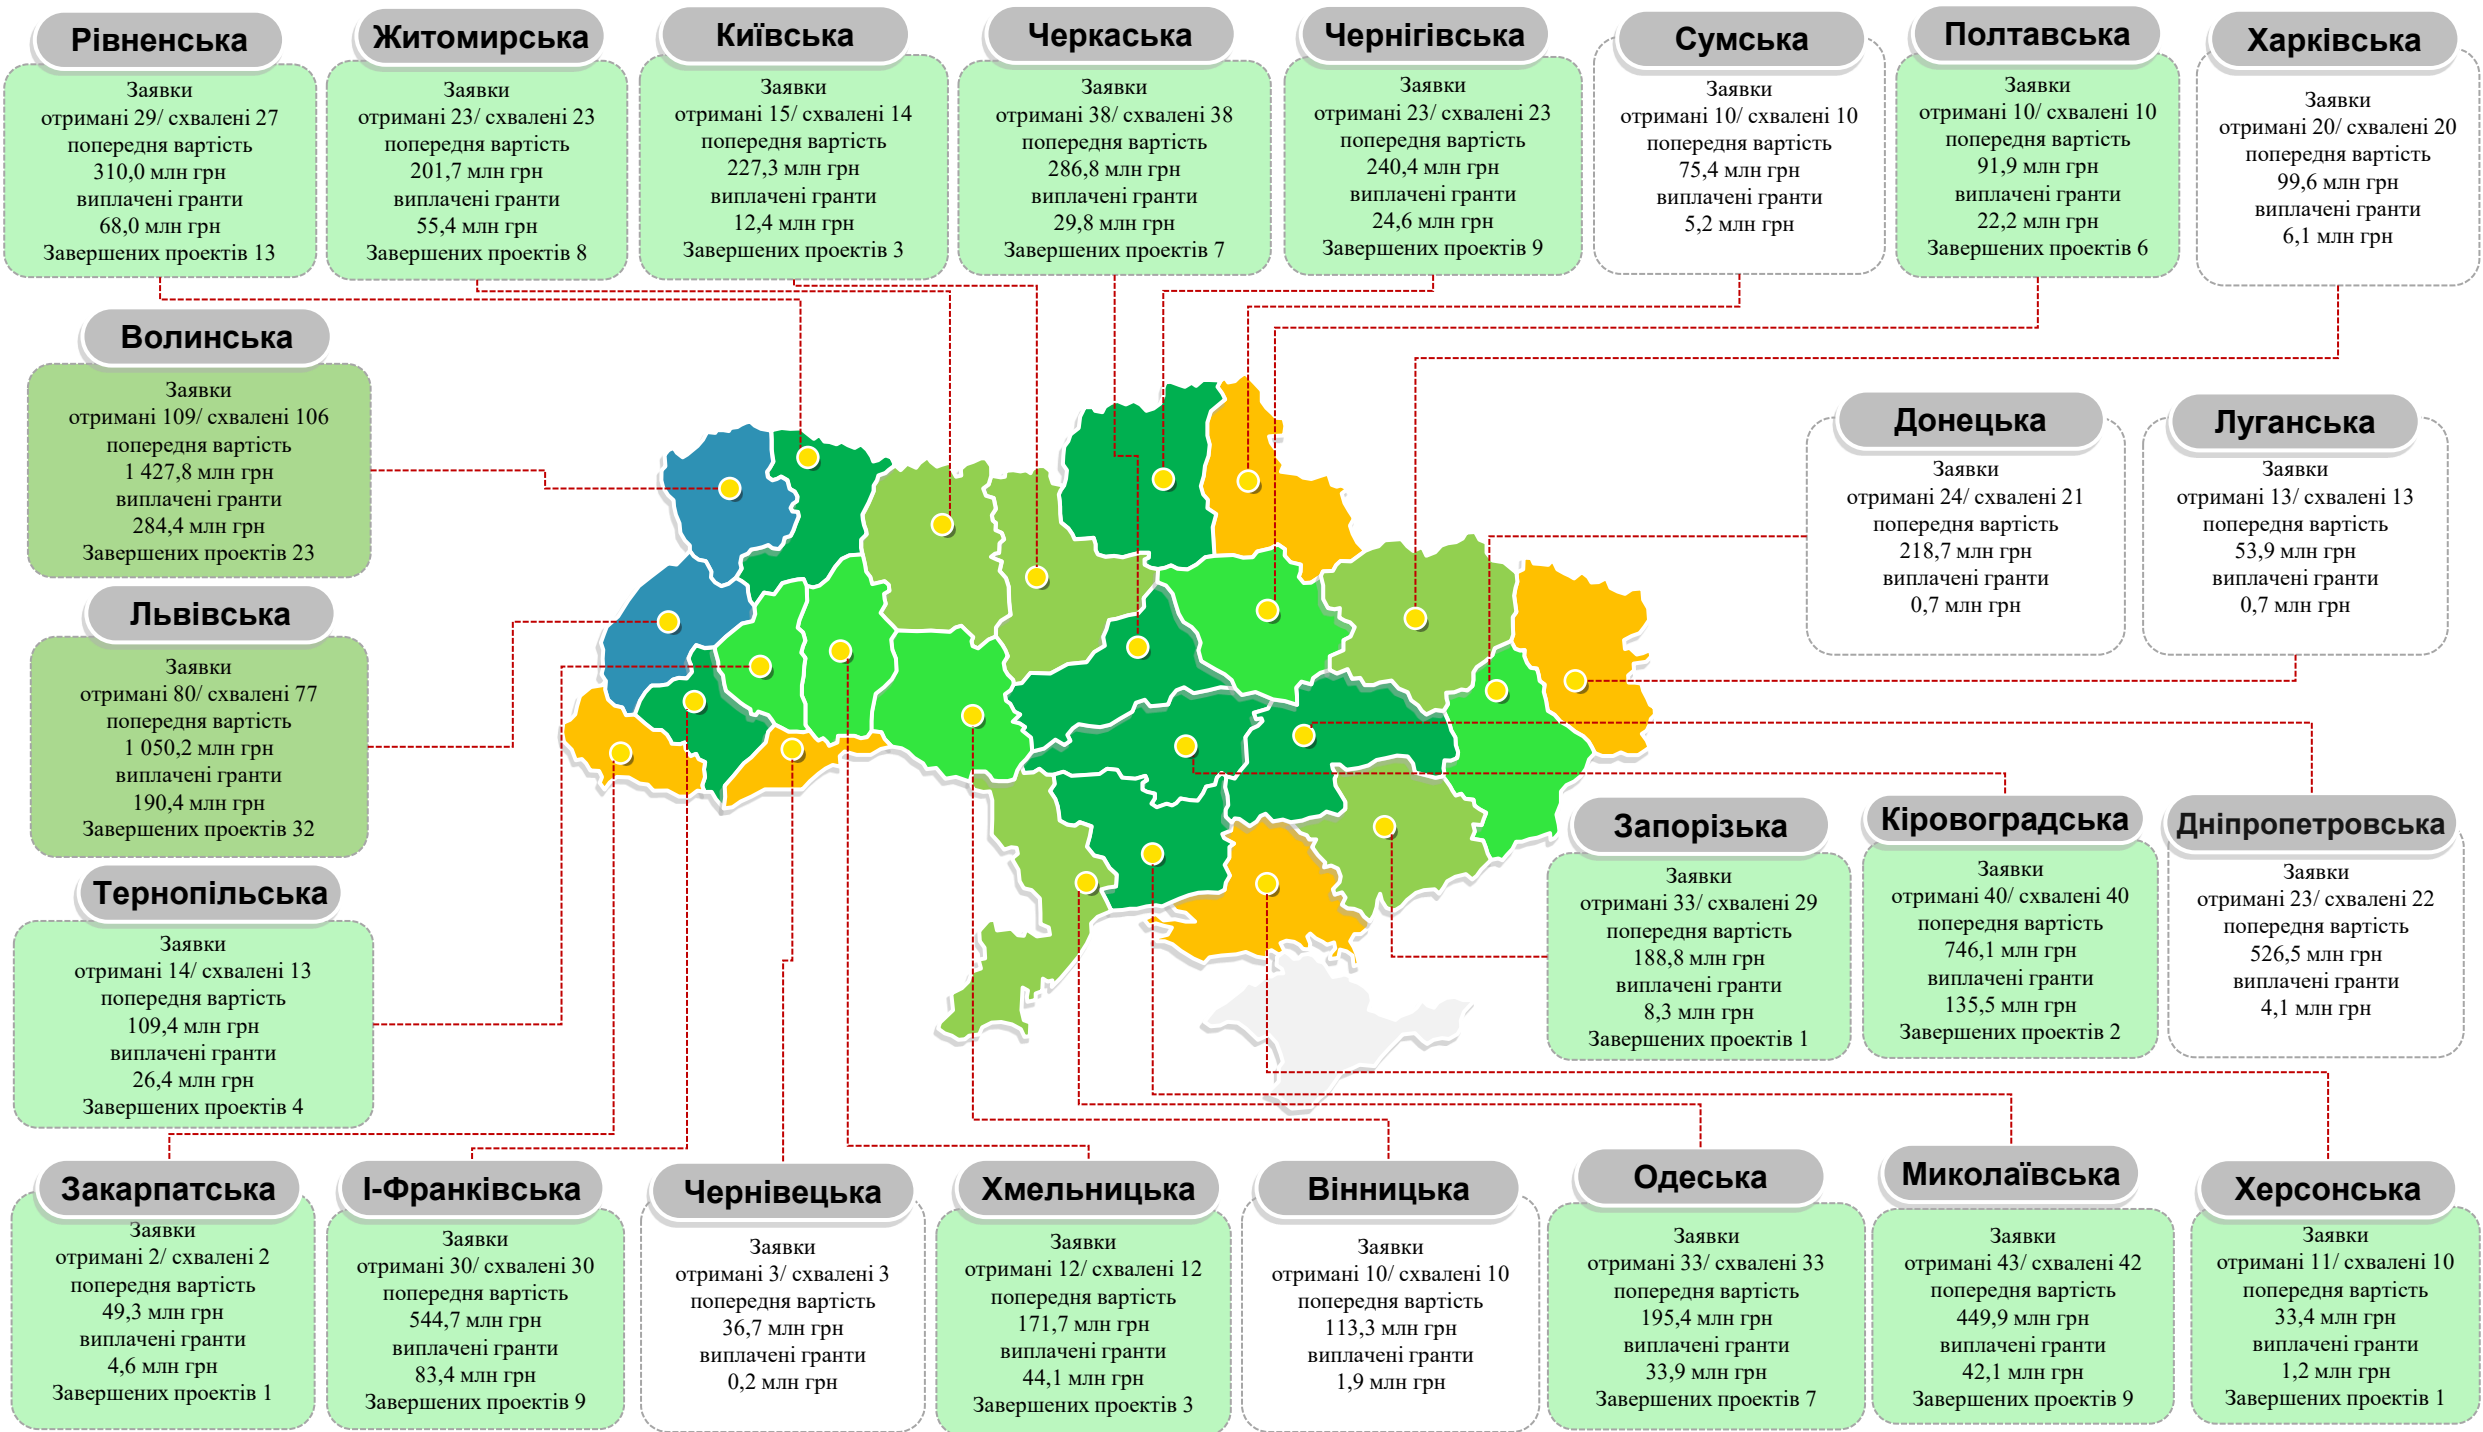 Рівненська
Заявки
отримані 29/ схвалені 27
попередня вартість
310,0 млн грн
виплачені гранти
68,0 млн грн
Завершених проектів 13
Житомирська
Заявки
отримані 23/ схвалені 23
попередня вартість
201,7 млн грн
виплачені гранти
55,4 млн грн
Завершених проектів 8
Київська
Заявки
отримані 15/ схвалені 14
попередня вартість
227,3 млн грн
виплачені гранти
12,4 млн грн
Завершених проектів 3
Черкаська
Заявки
отримані 38/ схвалені 38
попередня вартість
286,8 млн грн
виплачені гранти
29,8 млн грн
Завершених проектів 7
Чернігівська
Заявки
отримані 23/ схвалені 23
попередня вартість
240,4 млн грн
виплачені гранти
24,6 млн грн
Завершених проектів 9
Сумська
Заявки
отримані 10/ схвалені 10
попередня вартість
75,4 млн грн
виплачені гранти
5,2 млн грн
Полтавська
Заявки
отримані 10/ схвалені 10
попередня вартість
91,9 млн грн
виплачені гранти
22,2 млн грн
Завершених проектів 6
Харківська
Заявки
отримані 20/ схвалені 20
попередня вартість
99,6 млн грн
виплачені гранти
6,1 млн грн
Волинська
Заявки
отримані 109/ схвалені 106
попередня вартість
1 427,8 млн грн
виплачені гранти
284,4 млн грн
Завершених проектів 23
Донецька
Заявки
отримані 24/ схвалені 21
попередня вартість
218,7 млн грн
виплачені гранти
0,7 млн грн
Луганська
Заявки
отримані 13/ схвалені 13
попередня вартість
53,9 млн грн
виплачені гранти
0,7 млн грн
Львівська
Заявки
отримані 80/ схвалені 77
попередня вартість
1 050,2 млн грн
виплачені гранти
190,4 млн грн
Завершених проектів 32
Запорізька
Заявки
отримані 33/ схвалені 29
попередня вартість
188,8 млн грн
виплачені гранти
8,3 млн грн
Завершених проектів 1
Кіровоградська
Заявки
отримані 40/ схвалені 40
попередня вартість
746,1 млн грн
виплачені гранти
135,5 млн грн
Завершених проектів 2
Дніпропетровська
Заявки
отримані 23/ схвалені 22
попередня вартість
526,5 млн грн
виплачені гранти
4,1 млн грн
Тернопільська
Заявки
отримані 14/ схвалені 13
попередня вартість
109,4 млн грн
виплачені гранти
26,4 млн грн
Завершених проектів 4
Закарпатська
Заявки
отримані 2/ схвалені 2
попередня вартість
49,3 млн грн
виплачені гранти
4,6 млн грн
Завершених проектів 1
І-Франківська
Заявки
отримані 30/ схвалені 30
попередня вартість
544,7 млн грн
виплачені гранти
83,4 млн грн
Завершених проектів 9
Чернівецька
Заявки
отримані 3/ схвалені 3
попередня вартість
36,7 млн грн
виплачені гранти
0,2 млн грн
Хмельницька
Заявки
отримані 12/ схвалені 12
попередня вартість
171,7 млн грн
виплачені гранти
44,1 млн грн
Завершених проектів 3
Вінницька
Заявки
отримані 10/ схвалені 10
попередня вартість
113,3 млн грн
виплачені гранти
1,9 млн грн
Одеська
Заявки
отримані 33/ схвалені 33
попередня вартість
195,4 млн грн
виплачені гранти
33,9 млн грн
Завершених проектів 7
Миколаївська
Заявки
отримані 43/ схвалені 42
попередня вартість
449,9 млн грн
виплачені гранти
42,1 млн грн
Завершених проектів 9
Херсонська
Заявки
отримані 11/ схвалені 10
попередня вартість
33,4 млн грн
виплачені гранти
1,2 млн грн
Завершених проектів 1